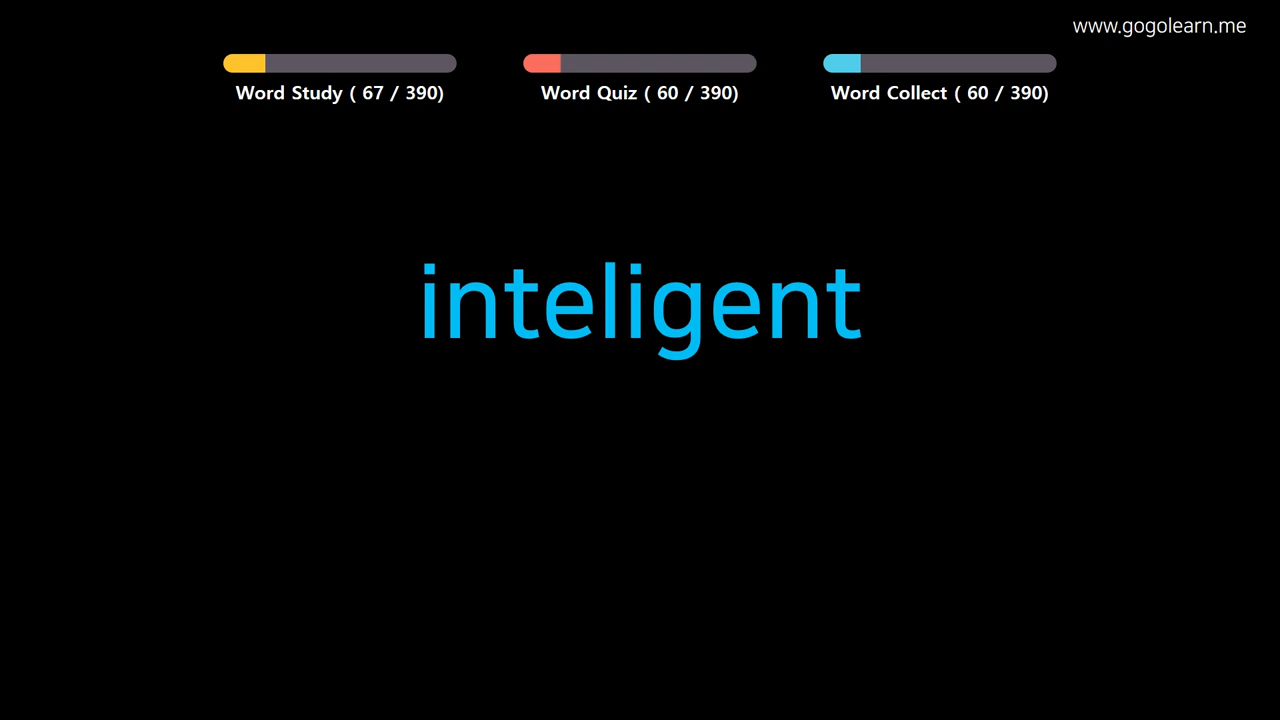 www.gogolearn.me
Word Study ( 67 / 390)
Word Quiz ( 60 / 390)
Word Collect ( 60 / 390)
inteligent